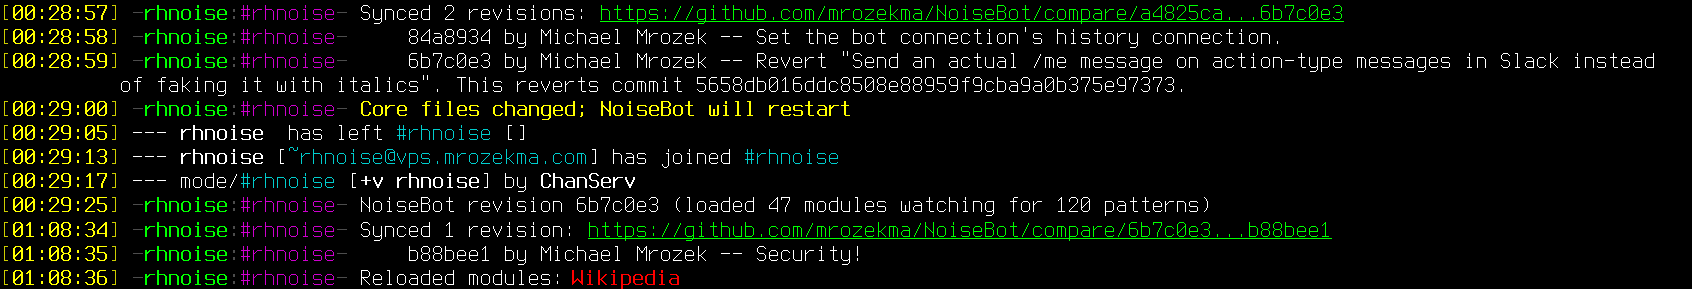 [00:28:57] -rhnoise:#rhnoise- Synced 2 revisions: https://github.com/mrozekma/NoiseBot/compare/a4825ca...6b7c0e3
[00:28:58] -rhnoise:#rhnoise-     84a8934 by Michael Mrozek -- Set the bot connection's history connection.
[00:28:59] -rhnoise:#rhnoise-     6b7c0e3 by Michael Mrozek -- Revert "Send an actual /me message on action-type messages in Slack instead
of faking it with italics". This reverts commit 5658db016ddc8508e88959f9cba9a0b375e97373.
[00:29:00] -rhnoise:#rhnoise- Core files changed; NoiseBot will restart
[00:29:05] --- rhnoise  has left #rhnoise []
[00:29:13] --- rhnoise [~rhnoise@vps.mrozekma.com] has joined #rhnoise
[00:29:17] --- mode/#rhnoise [+v rhnoise] by ChanServ
[00:29:25] -rhnoise:#rhnoise- NoiseBot revision 6b7c0e3 (loaded 47 modules watching for 120 patterns)
[01:08:34] -rhnoise:#rhnoise- Synced 1 revision: https://github.com/mrozekma/NoiseBot/compare/6b7c0e3...b88bee1
[01:08:35] -rhnoise:#rhnoise-     b88bee1 by Michael Mrozek -- Security!
[01:08:36] -rhnoise:#rhnoise- Reloaded modules: Wikipedia